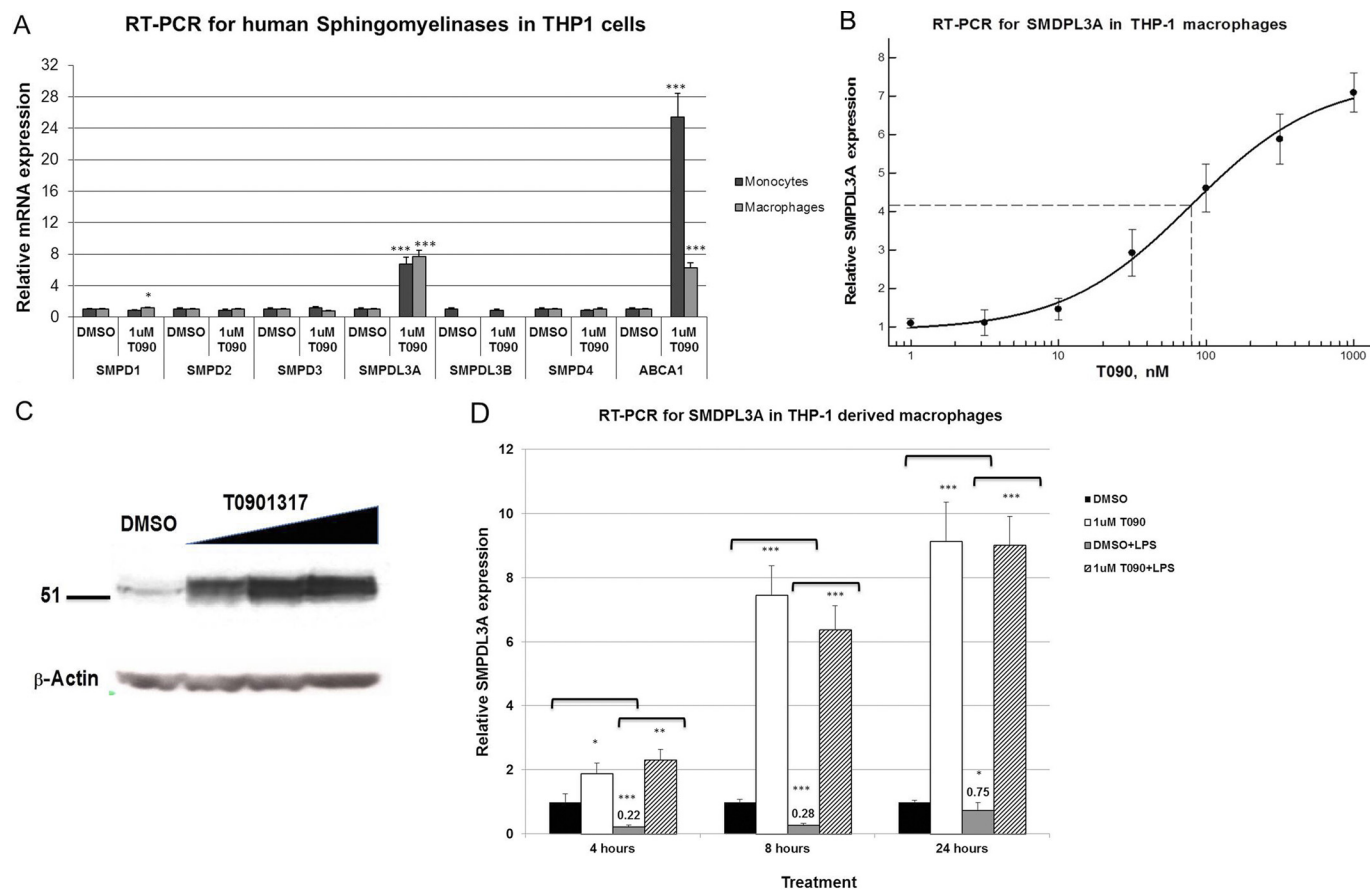 A
RT-PCR for human Sphingomyelinases in THP1 cells
Relative mRNA expression
32
28
24
20
16
12
8
4
0
*
*** ***
***
***
DMSO 1uM T090 DMSO 1uM T090 DMSO 1uM T090 DMSO 1uM T090 DMSO 1uM T090 DMSO 1uM T090 DMSO 1uM T090
SMPD1 SMPD2 SMPD3 SMPDL3A SMPDL3B SMPD4 ABCA1
Monocytes
Macrophages
B
RT-PCR for SMDPL3A in THP-1 macrophages
Relative SMPDL3A expression
8
7
6
5
4
3
2
1
1 10 100 1000
T090, nM
C
T0901317
DMSO
51
β-Actin
D
RT-PCR for SMDPL3A in THP-1 derived macrophages
Relative SMPDL3A expression
12
10
8
6
4
2
0
*
***
0.22
**
***
***
0.28
***
***
*
0.75
***
4 hours 8 hours 24 hours
Treatment
DMSO
1uM T090
DMSO+LPS
1uM T090+LPS